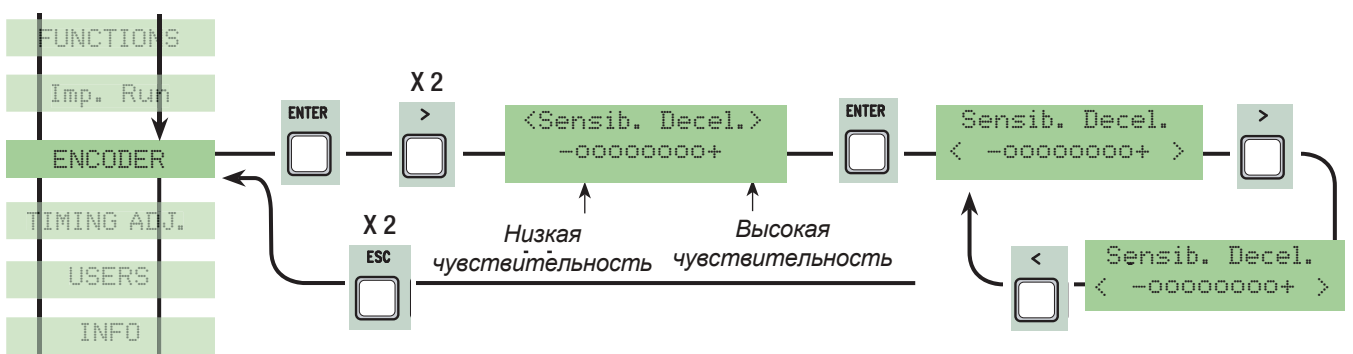 FUNCTIONS
Imp. Run
ENCODER
TIMING ADJ.
USERS
INFO
ENTER
X 2
>
<Sensib. Decel.>
-oooooooo+
Низкая
чувствительность
Высокая
чувствительность
ENTER
Sensib. Decel.
< -oooooooo+ >
>
X 2
ESC
<
Sensib. Decel.
< -oooooooo+ >